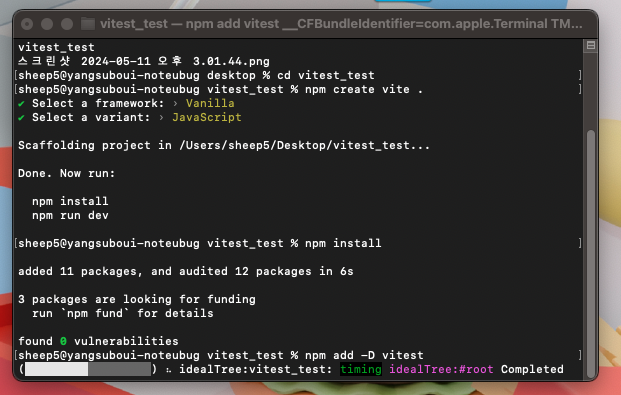 vitest_test — npm add vitest __CFBundleIdentifier=com.apple.Terminal TM...
vitest_test
스크린샷 2024-05-11 오후 3.01.44.png
[sheep5@yangsuboui-noteubug desktop % cd vitest_test ]
[sheep5@yangsuboui-noteubug vitest_test % npm create vite . ]
✔ Select a framework: › Vanilla
✔ Select a variant: › JavaScript
Scaffolding project in /Users/sheep5/Desktop/vitest_test...
Done. Now run:
npm install
npm run dev
[sheep5@yangsuboui-noteubug vitest_test % npm install ]
added 11 packages, and audited 12 packages in 6s
3 packages are looking for funding
run `npm fund` for details
found 0 vulnerabilities
[sheep5@yangsuboui-noteubug vitest_test % npm add -D vitest ]
( ) ⠦ idealTree:vitest_test: timing idealTree:#root Completed